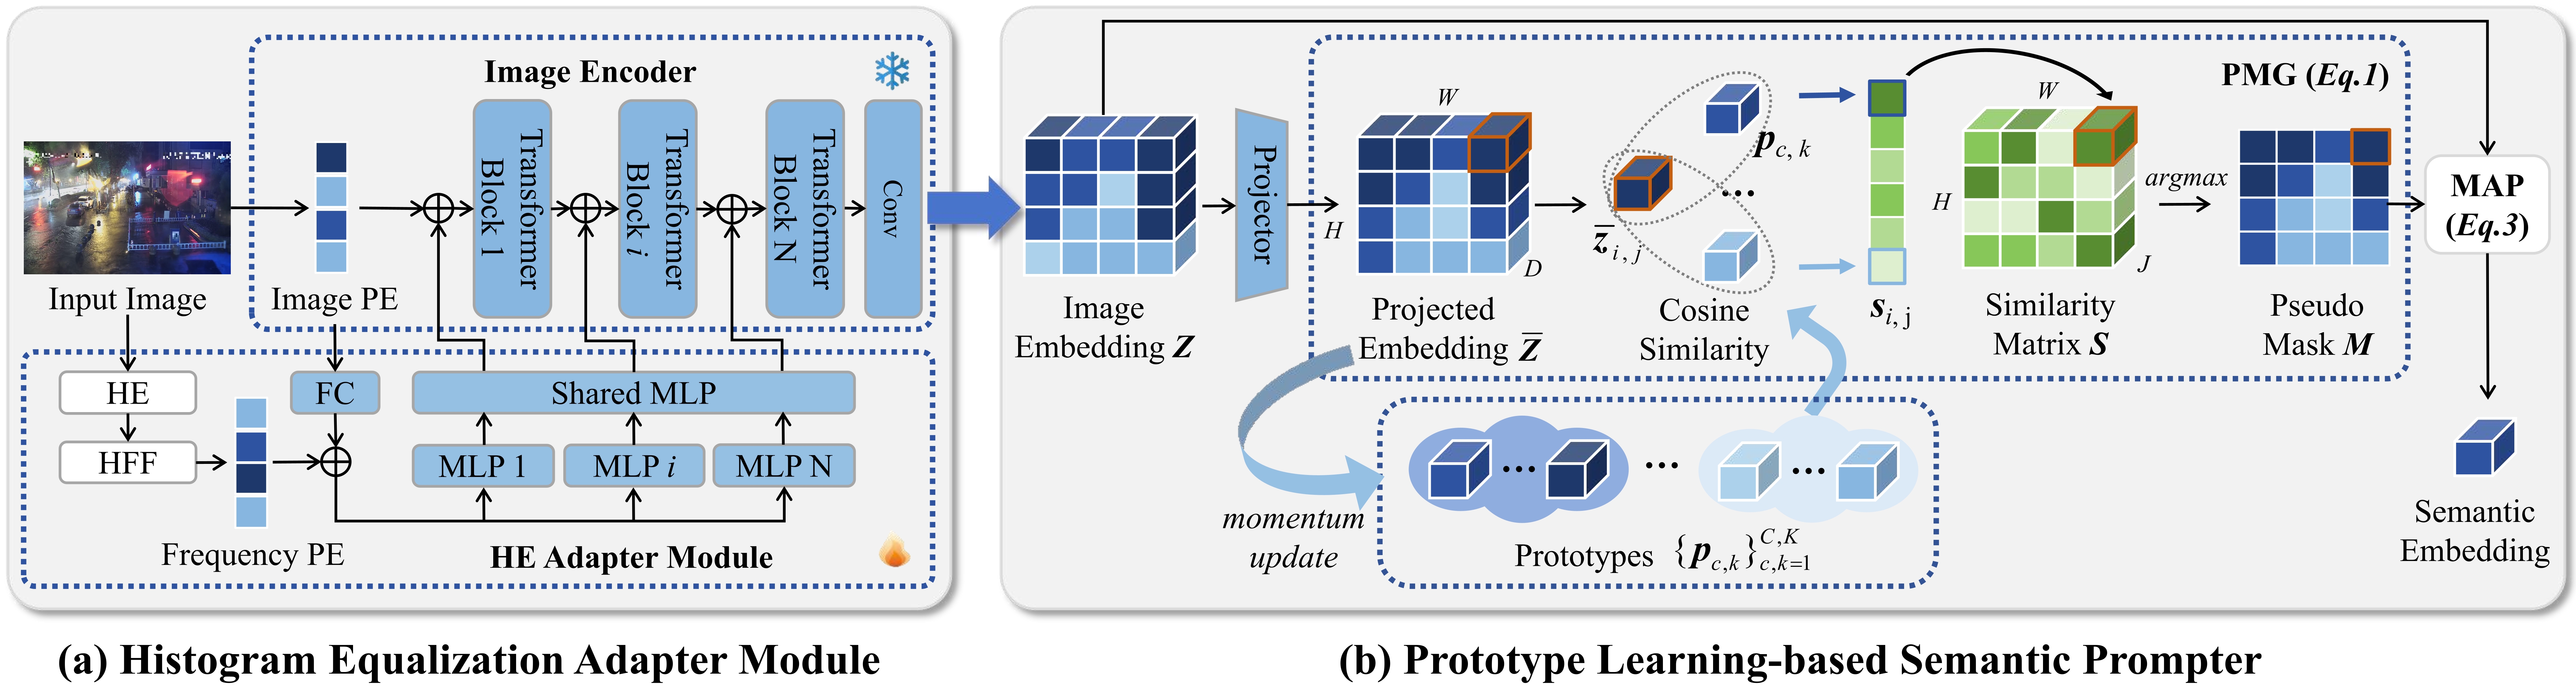 Image Encoder
Transformer
Block 1
Transformer
Block i
Transformer
Block N
Conv
Input Image
Image PE
HE
HFF
FC
Shared MLP
MLP 1
MLP i
MLP N
Frequency PE
HE Adapter Module
(a) Histogram Equalization Adapter Module
PMG (Eq.1)
Image
Embedding Z
Projector
W
H
D
Projected
Embedding Z̅
p_{c, k}
...
z̅_{i, j}
Cosine
Similarity
s_{i, j}
W
H
J
Similarity
Matrix S
argmax
Pseudo
Mask M
MAP
(Eq.3)
momentum
update
... ... ...
Prototypes {p_{c,k}}_{c,k=1}^{C,K}
Semantic
Embedding
(b) Prototype Learning-based Semantic Prompter